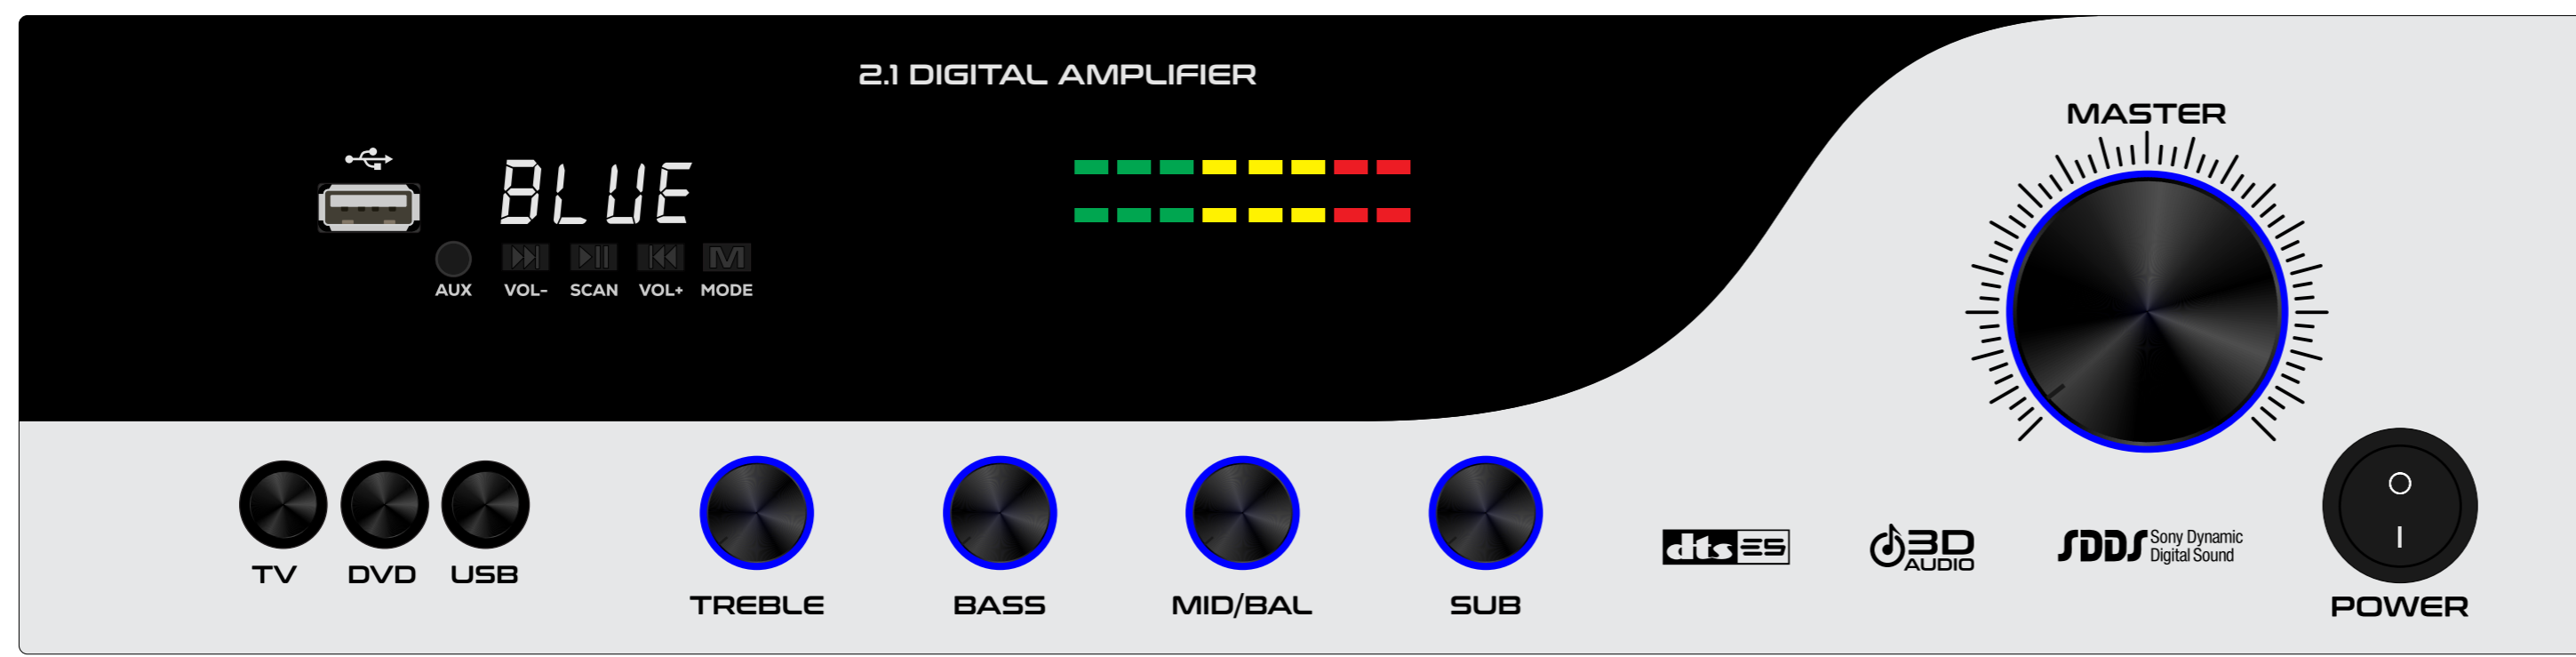 2.1 DIGITAL AMPLIFIER
MASTER
BLUE
M
AUX VOL- SCAN VOL+ MODE
TV DVD USB
TREBLE BASS MID/BAL SUB
dts ES
3D
AUDIO
SDDS Sony Dynamic
Digital Sound
POWER